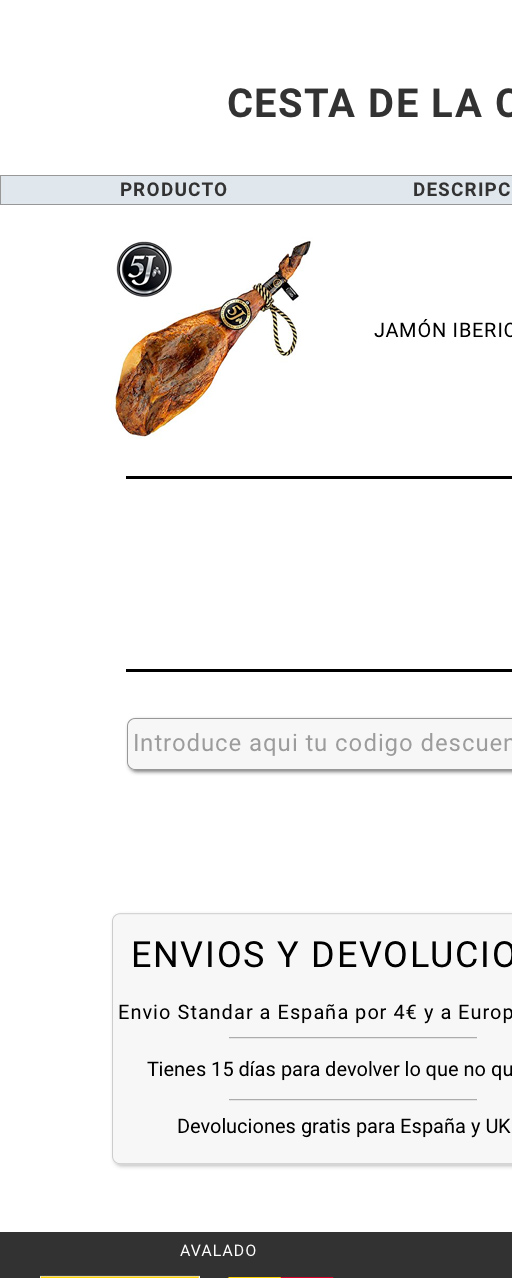 CESTA DE LA
PRODUCTO DESCRIPC
5J
5J
JAMÓN IBERIC
Introduce aqui tu codigo descuen
ENVIOS Y DEVOLUCIO
Envio Standar a España por 4€ y a Europ
Tienes 15 días para devolver lo que no qu
Devoluciones gratis para España y UK
AVALADO